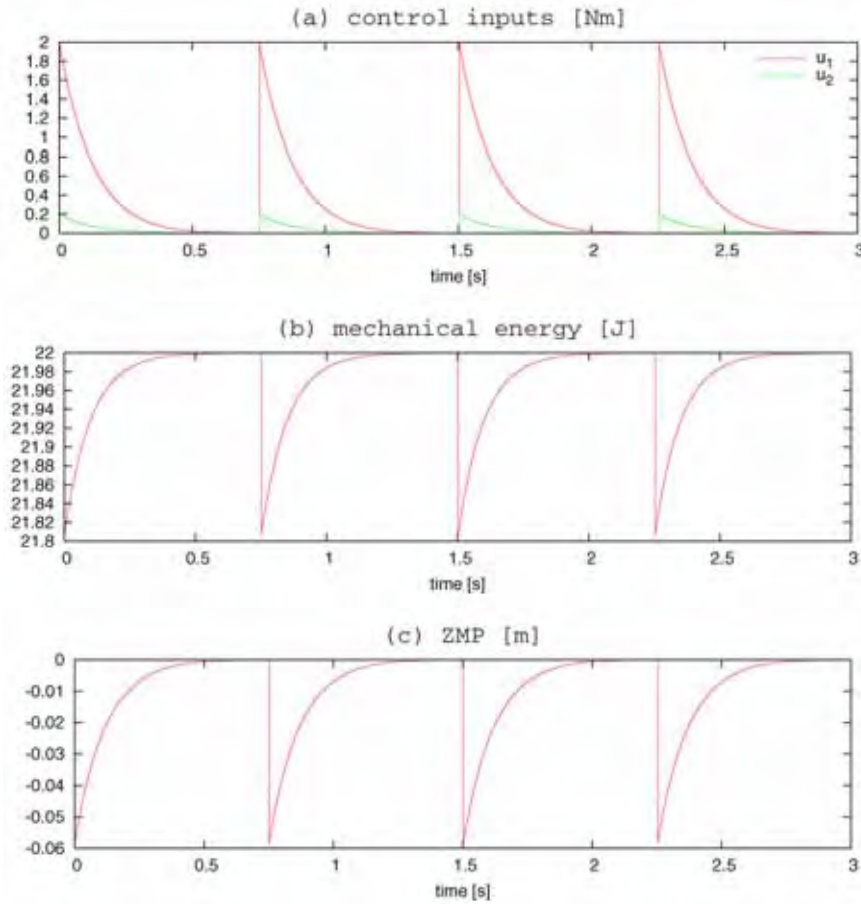 (a) control inputs [Nm]
2
1.8
1.6
1.4
1.2
1
0.8
0.6
0.4
0.2
0
u1
u2
0 0.5 1 1.5 2 2.5 3
time [s]
(b) mechanical energy [J]
22
21.98
21.96
21.94
21.92
21.9
21.88
21.86
21.84
21.82
21.8
0 0.5 1 1.5 2 2.5 3
time [s]
(c) ZMP [m]
0
-0.01
-0.02
-0.03
-0.04
-0.05
-0.06
0 0.5 1 1.5 2 2.5 3
time [s]